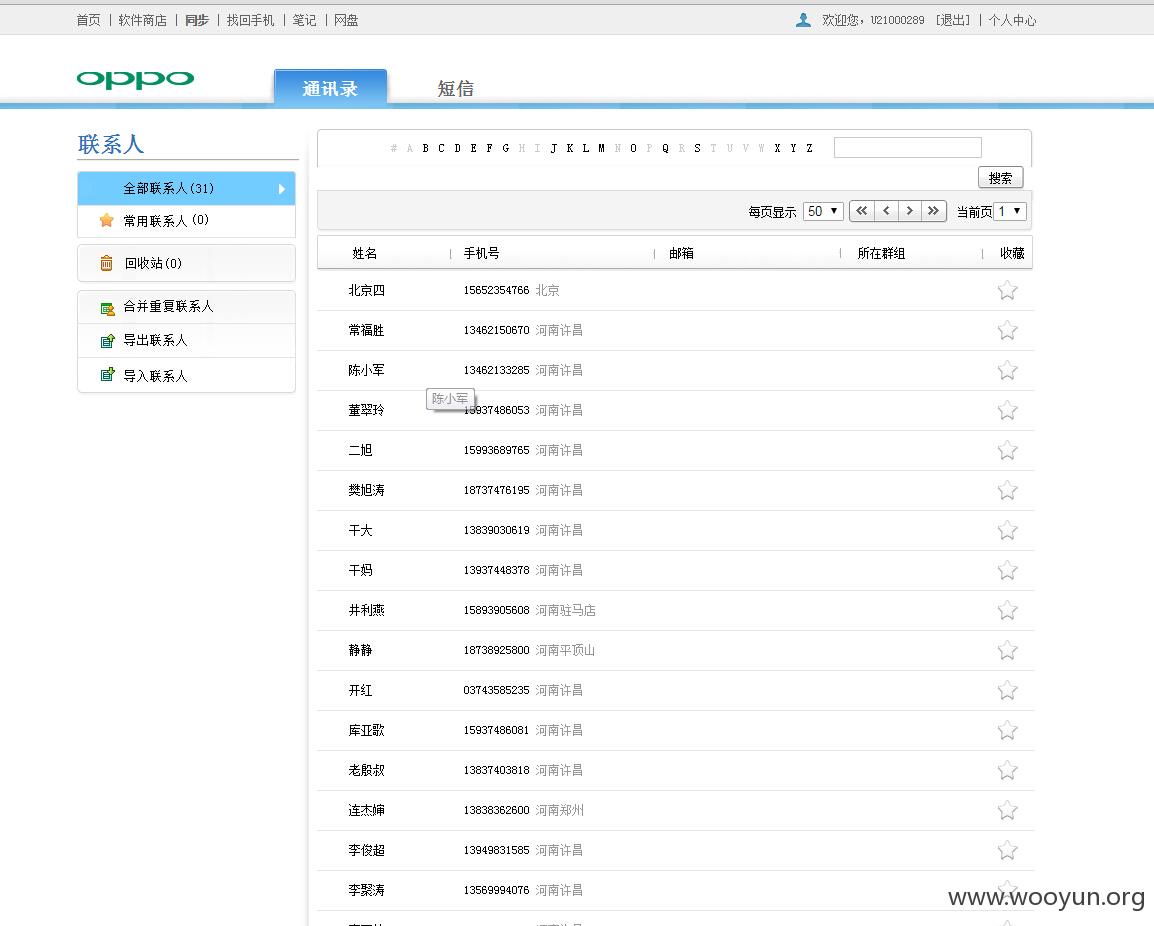 首页 | 软件商店 | 同步 | 找回手机 | 笔记 | 网盘
欢迎您，U21000289 [退出] | 个人中心
oppo
通讯录 短信
联系人
全部联系人(31)
常用联系人(0)
回收站(0)
合并重复联系人
导出联系人
导入联系人
# A B C D E F G H I J K L M N O P Q R S T U V W X Y Z
搜索
每页显示 50 当前页 1
姓名 | 手机号 | 邮箱 | 所在群组 | 收藏
北京四 15652354766 北京
常福胜 13462150670 河南许昌
陈小军 13462133285 河南许昌
陈小军
董翠玲 15937486053 河南许昌
二旭 15993689765 河南许昌
樊旭涛 18737476195 河南许昌
干大 13839030619 河南许昌
干妈 13937448378 河南许昌
井利燕 15893905608 河南驻马店
静静 18738925800 河南平顶山
开红 03743585235 河南许昌
库亚歌 15937486081 河南许昌
老殷叔 13837403818 河南许昌
连杰婶 13838362600 河南郑州
李俊超 13949831585 河南许昌
李聚涛 13569994076 河南许昌
www.wooyun.org